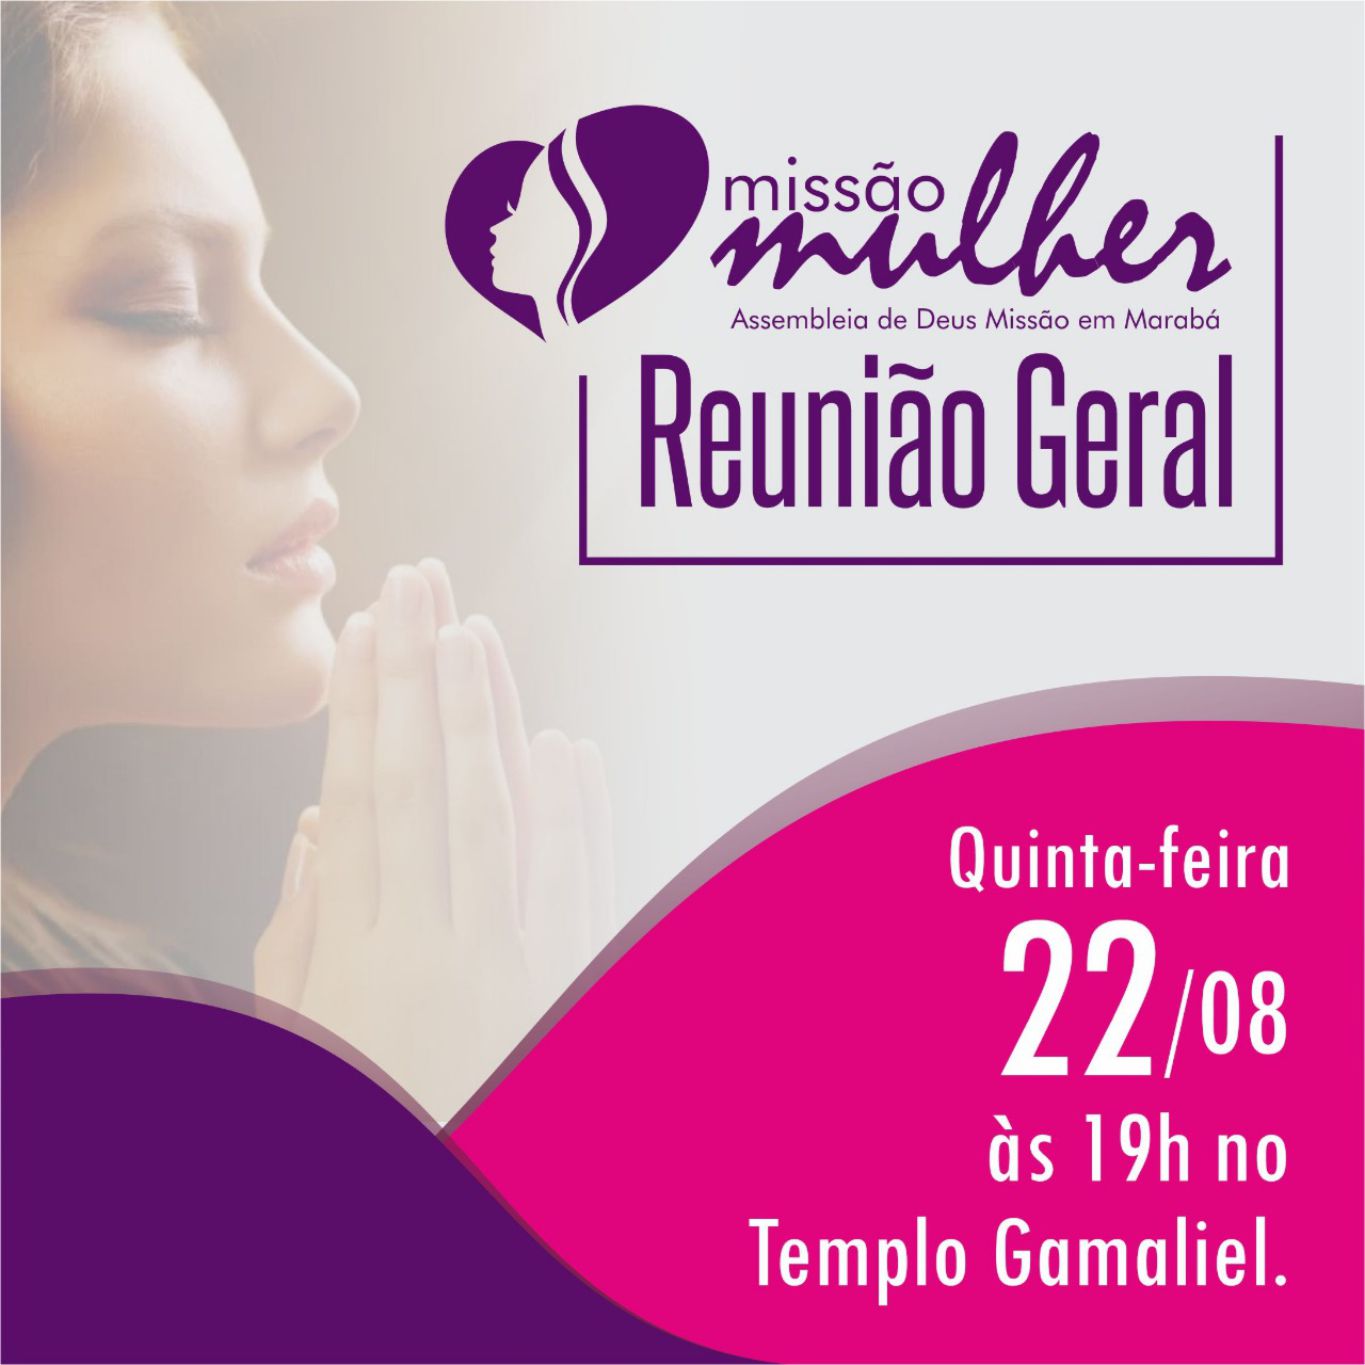 missão
mulher
Assembleia de Deus Missão em Marabá
Reunião Geral
Quinta-feira
22/08
às 19h no
Templo Gamaliel.